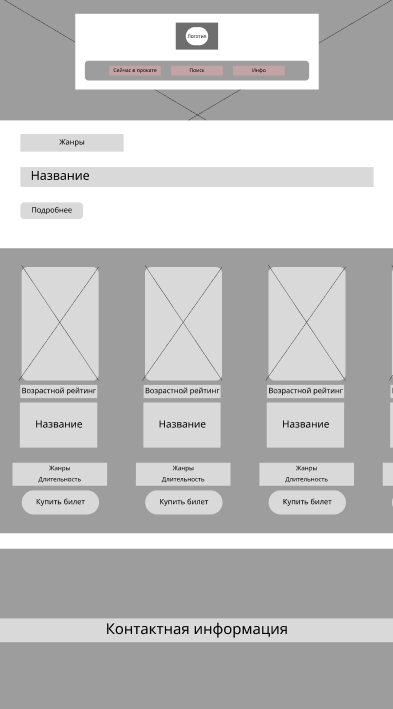 Логотип
Сейчас в прокате
Поиск
Инфо
Жанры
Название
Подробнее
Возрастной рейтинг
Возрастной рейтинг
Возрастной рейтинг
Название
Название
Название
Жанры
Жанры
Жанры
Длительность
Длительность
Длительность
Купить билет
Купить билет
Купить билет
Контактная информация